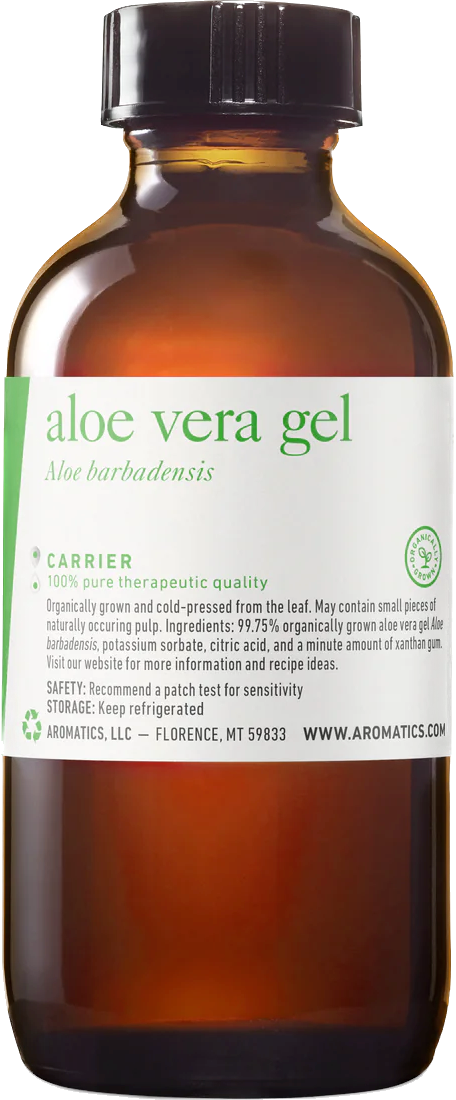 aloe vera gel
Aloe barbadensis
ORGANICALLY GROWN
CARRIER
100% pure therapeutic quality
Organically grown and cold-pressed from the leaf. May contain small pieces of
naturally occuring pulp. Ingredients: 99.75% organically grown aloe vera gel Aloe
barbadensis, potassium sorbate, citric acid, and a minute amount of xanthan gum.
Visit our website for more information and recipe ideas.
SAFETY: Recommend a patch test for sensitivity
STORAGE: Keep refrigerated
AROMATICS, LLC — FLORENCE, MT 59833 WWW.AROMATICS.COM